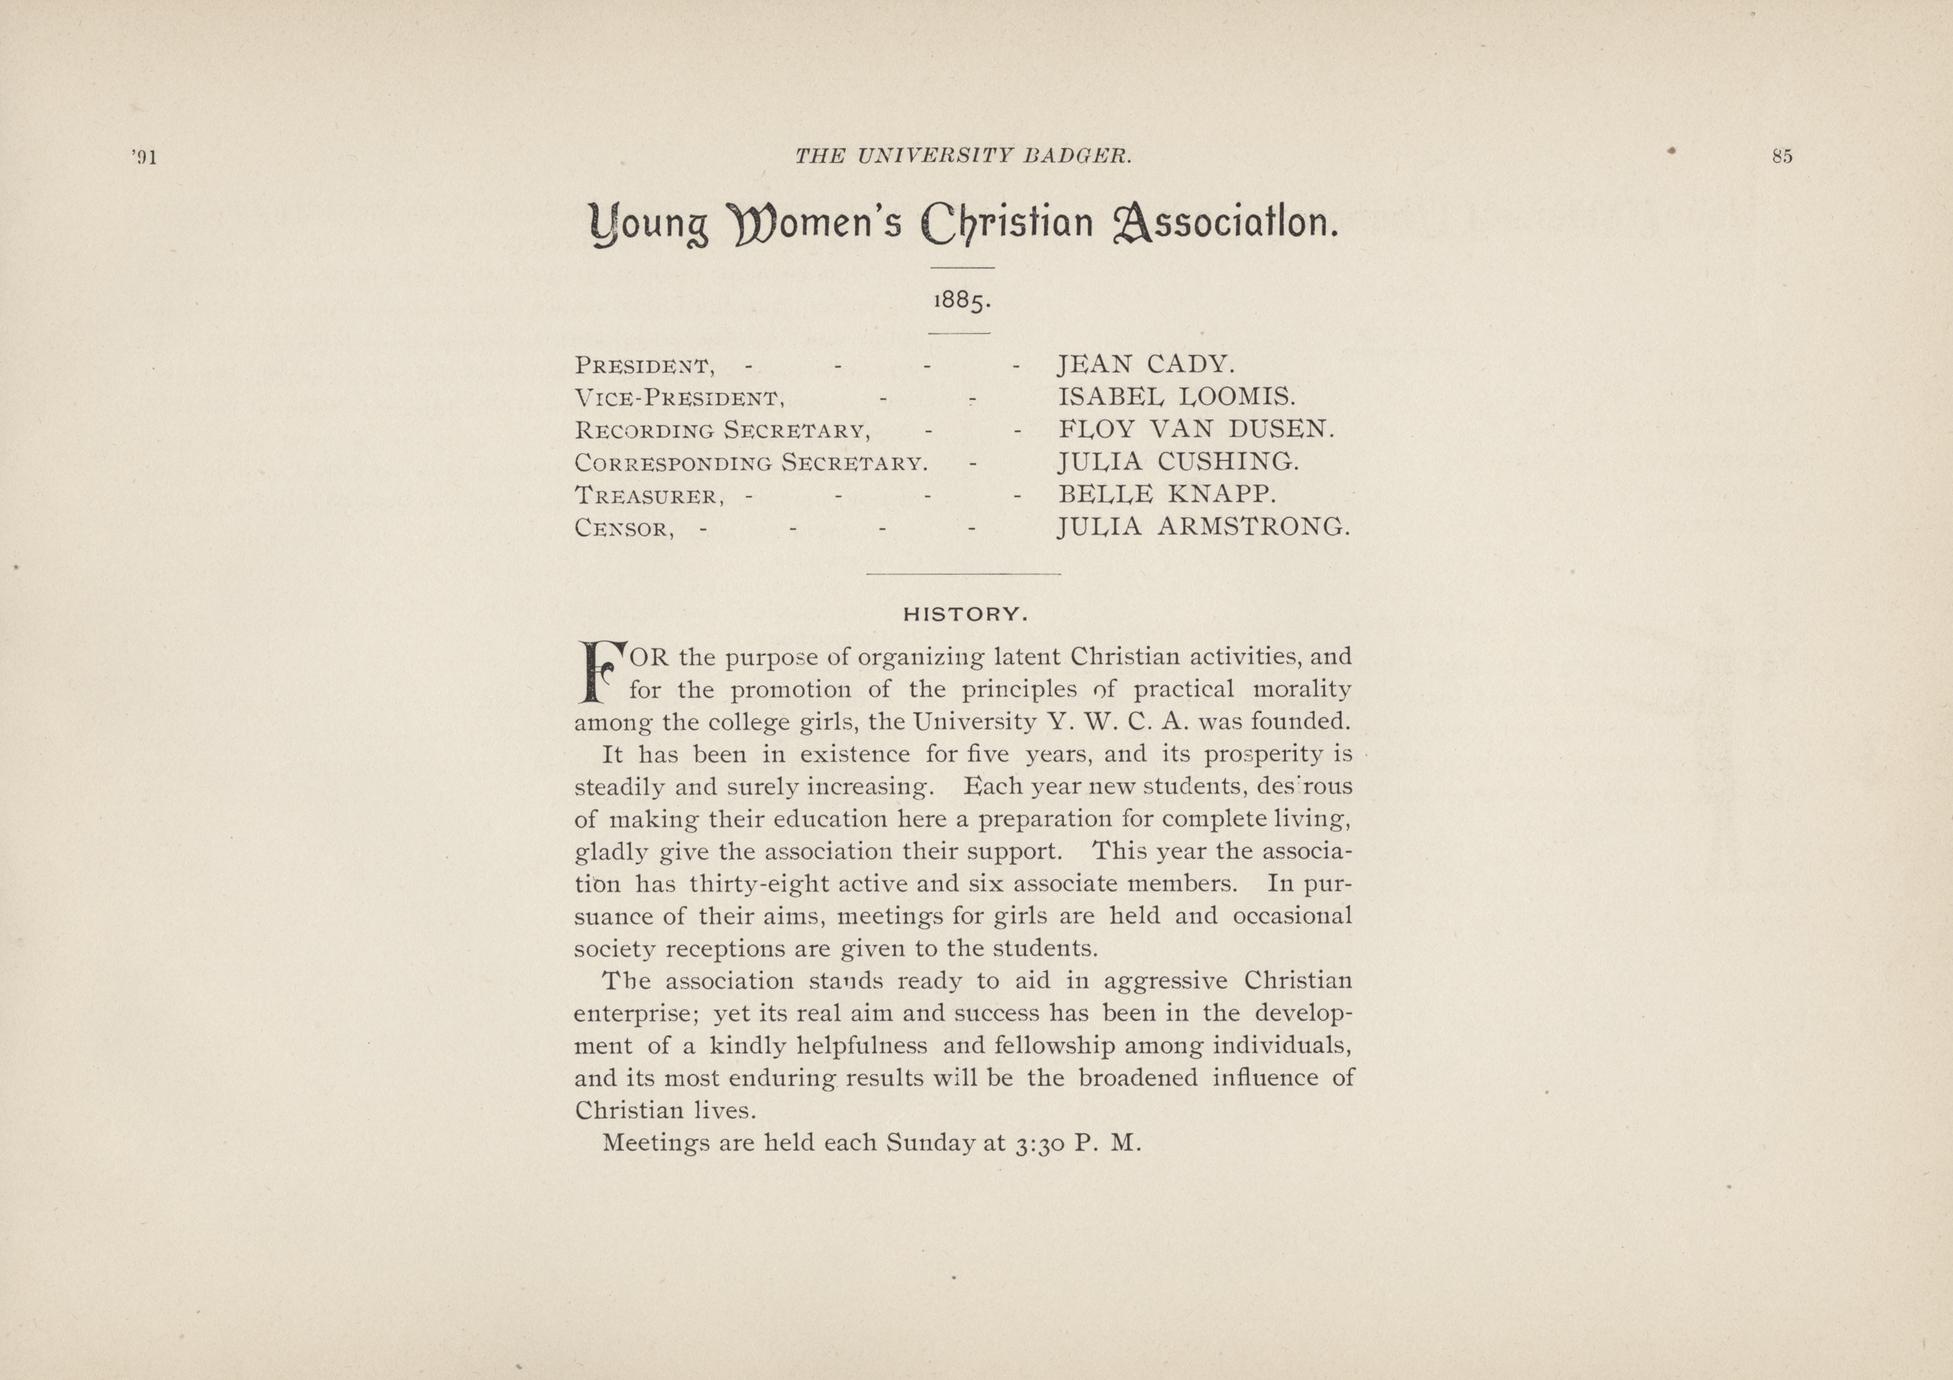 '91 THE UNIVERSITY BADGER. 85
Young Women's Christian Association.
1885.
PRESIDENT, - - - - JEAN CADY.
VICE-PRESIDENT, - - ISABEL LOOMIS.
RECORDING SECRETARY, - - FLOY VAN DUSEN.
CORRESPONDING SECRETARY. - JULIA CUSHING.
TREASURER, - - - - BELLE KNAPP.
CENSOR, - - - - JULIA ARMSTRONG.
HISTORY.
FOR the purpose of organizing latent Christian activities, and
for the promotion of the principles of practical morality
among the college girls, the University Y. W. C. A. was founded.
It has been in existence for five years, and its prosperity is
steadily and surely increasing. Each year new students, desirous
of making their education here a preparation for complete living,
gladly give the association their support. This year the associa-
tion has thirty-eight active and six associate members. In pur-
suance of their aims, meetings for girls are held and occasional
society receptions are given to the students.
The association stands ready to aid in aggressive Christian
enterprise; yet its real aim and success has been in the develop-
ment of a kindly helpfulness and fellowship among individuals,
and its most enduring results will be the broadened influence of
Christian lives.
Meetings are held each Sunday at 3:30 P. M.